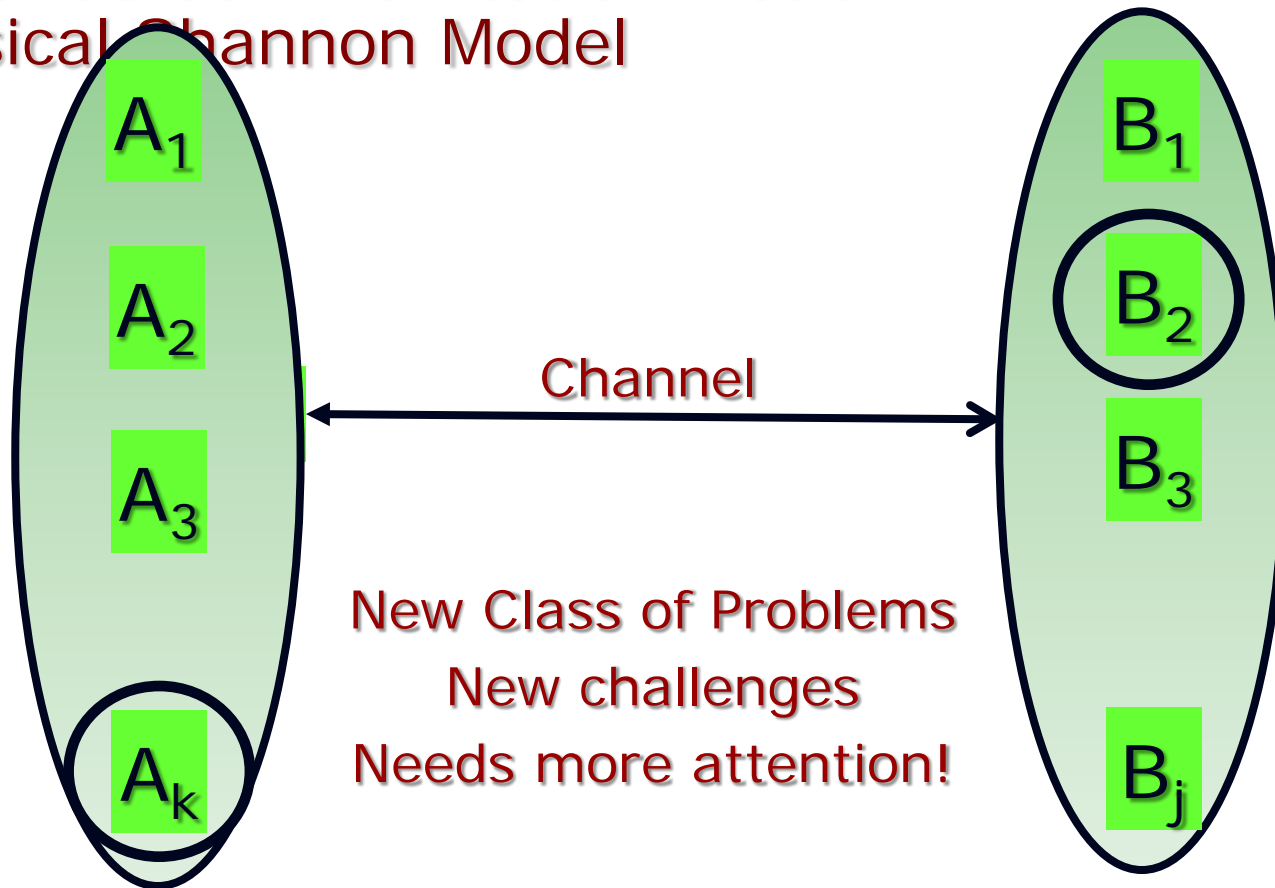 Shannon Model
A₁
A₂
A₃
Aₖ
Channel
New Class of Problems
New challenges
Needs more attention!
B₁
B₂
B₃
Bⱼ